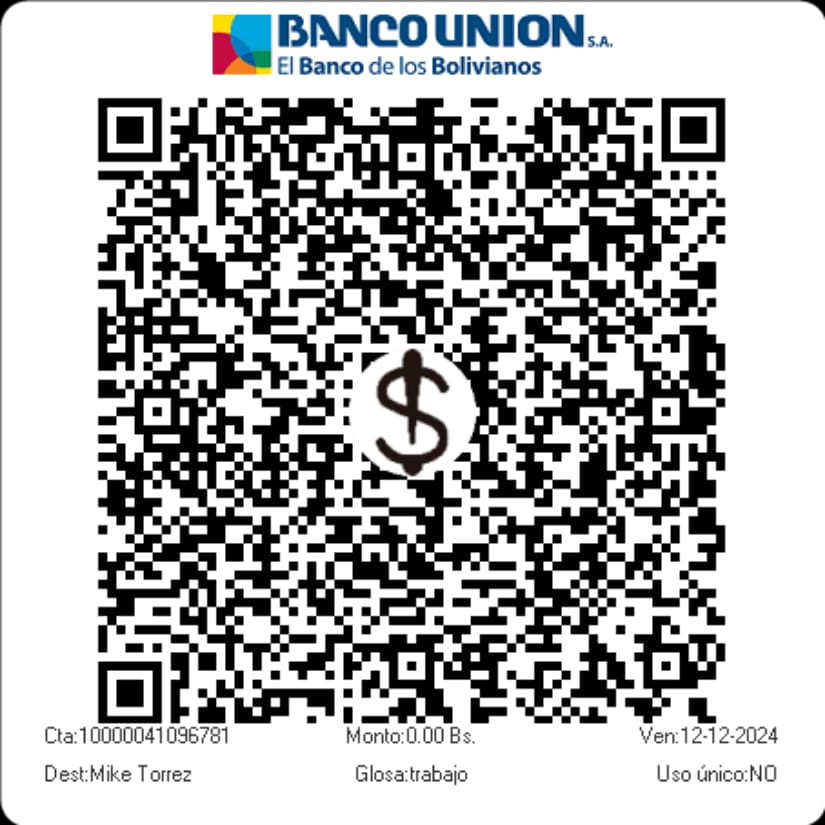 BANCO UNION S.A.
El Banco de los Bolivianos
$
Cta:10000041096781 Monto:0.00 Bs. Ven:12-12-2024
Dest:Mike Torrez Glosa:trabajo Uso único:NO